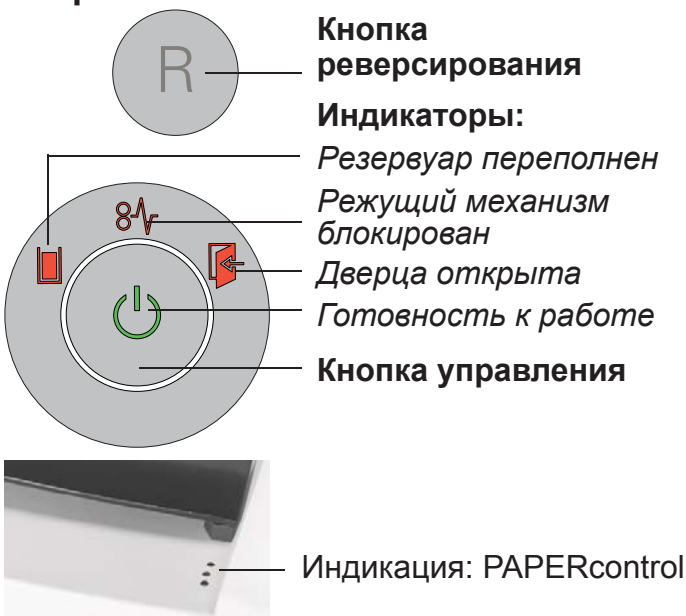 R
Кнопка
реверсирования
Индикаторы:
Резервуар переполнен
Режущий механизм
блокирован
Дверца открыта
Готовность к работе
Кнопка управления
Индикация: PAPERcontrol